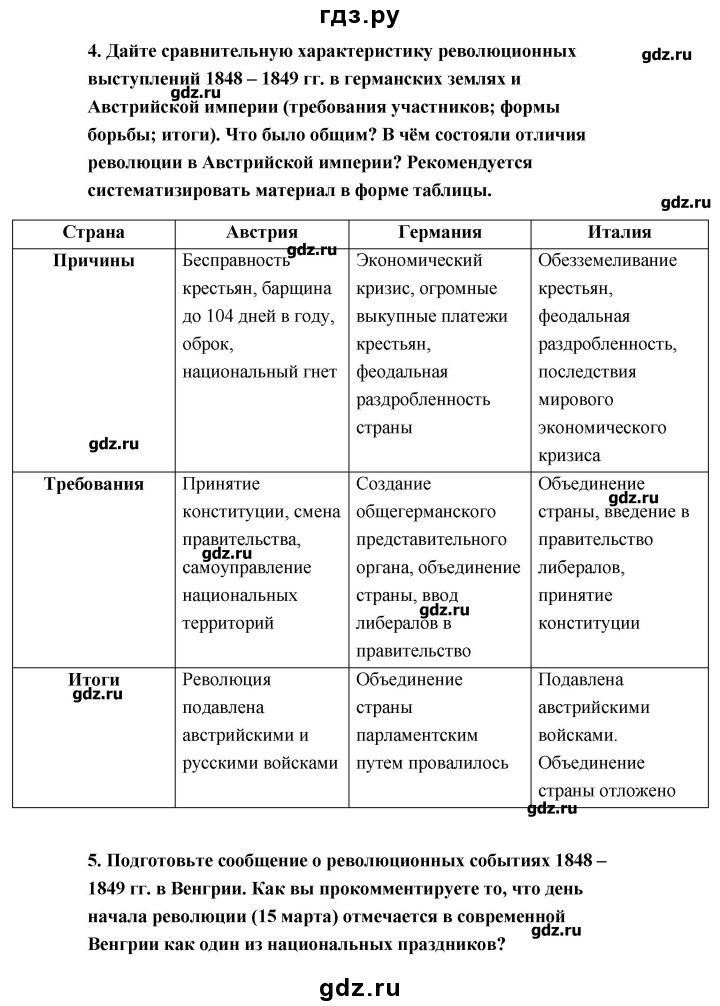 гдз.ру
4. Дайте сравнительную характеристику революционных
gdz.ru
выступлений 1848 – 1849 гг. в германских землях и
gdz.ru
Австрийской империи (требования участников; формы
борьбы; итоги). Что было общим? В чём состояли отличия
революции в Австрийской империи? Рекомендуется
систематизировать материал в форме таблицы.
gdz.ru
Страна
Австрия
Германия
Италия
gdz.ru
Причины
Бесправность
крестьян, барщина
до 104 дней в году,
оброк,
национальный гнет
Экономический
кризис, огромные
выкупные платежи
крестьян,
феодальная
раздробленность
страны
Обезземеливание
крестьян,
феодальная
раздробленность,
последствия
мирового
экономического
кризиса
gdz.ru
Требования
Принятие
конституции, смена
правительства,
gdz.ru
самоуправление
национальных
территорий
Создание
общегерманского
представительного
органа, объединение
страны, ввод
gdz.ru
либералов в
правительство
Объединение
gdz.ru
страны, введение в
правительство
либералов,
принятие
конституции
Итоги
gdz.ru
Революция
подавлена
австрийскими и
русскими войсками
Объединение
страны
парламентским
путем провалилось
Подавлена
австрийскими
войсками.
Объединение
страны отложено
gdz.ru
5. Подготовьте сообщение о революционных событиях 1848 –
1849 гг. в Венгрии. Как вы прокомментируете то, что день
начала революции (15 марта) отмечается в современной
gdz.ru
Венгрии как один из национальных праздников?
gdz.ru